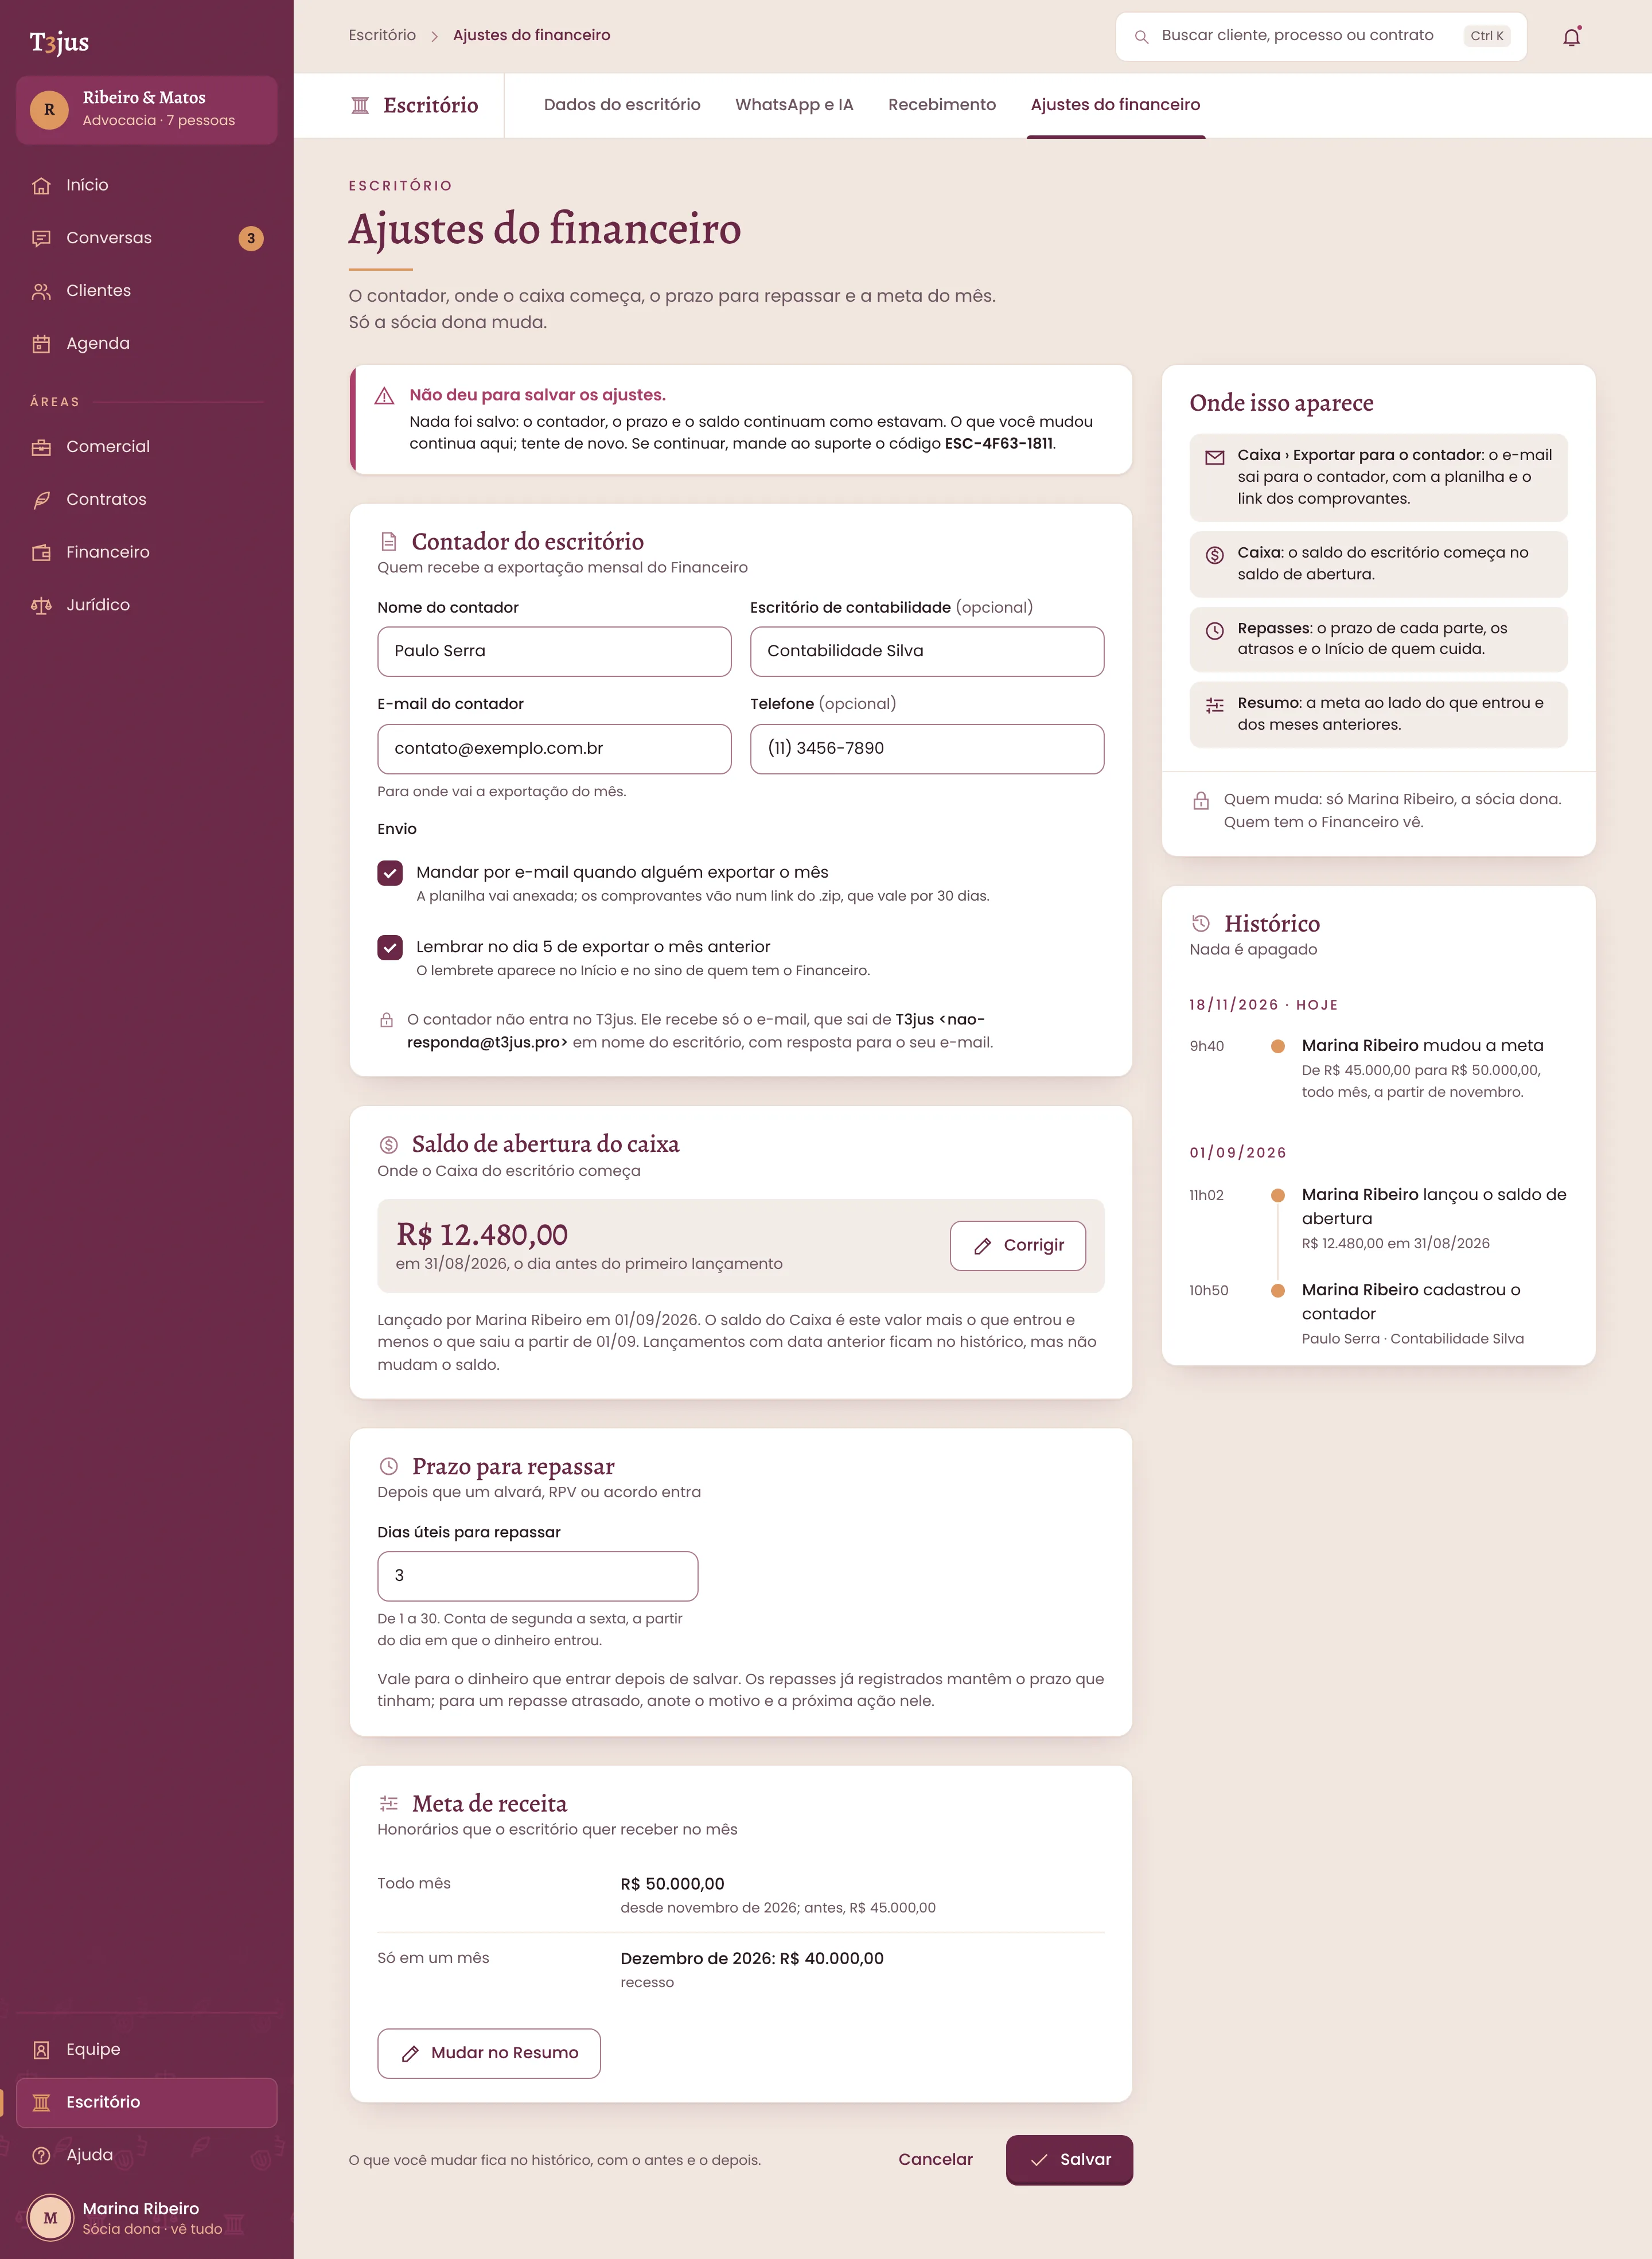 T3jus
R
Ribeiro & Matos
Advocacia · 7 pessoas
Início
Conversas
3
Clientes
Agenda
ÁREAS
Comercial
Contratos
Financeiro
Jurídico
Equipe
Escritório
Ajuda
M
Marina Ribeiro
Sócia dona · vê tudo
Escritório
Ajustes do financeiro
Buscar cliente, processo ou contrato
Ctrl K
Escritório
Dados do escritório
WhatsApp e IA
Recebimento
Ajustes do financeiro
ESCRITÓRIO
Ajustes do financeiro
O contador, onde o caixa começa, o prazo para repassar e a meta do mês.
Só a sócia dona muda.
Não deu para salvar os ajustes.
Nada foi salvo: o contador, o prazo e o saldo continuam como estavam. O que você mudou
continua aqui; tente de novo. Se continuar, mande ao suporte o código ESC-4F63-1811.
Contador do escritório
Quem recebe a exportação mensal do Financeiro
Nome do contador
Paulo Serra
Escritório de contabilidade (opcional)
Contabilidade Silva
E-mail do contador
contato@exemplo.com.br
Para onde vai a exportação do mês.
Telefone (opcional)
(11) 3456-7890
Envio
Mandar por e-mail quando alguém exportar o mês
A planilha vai anexada; os comprovantes vão num link do .zip, que vale por 30 dias.
Lembrar no dia 5 de exportar o mês anterior
O lembrete aparece no Início e no sino de quem tem o Financeiro.
O contador não entra no T3jus. Ele recebe só o e-mail, que sai de T3jus <nao-
responda@t3jus.pro> em nome do escritório, com resposta para o seu e-mail.
Saldo de abertura do caixa
Onde o Caixa do escritório começa
R$ 12.480,00
em 31/08/2026, o dia antes do primeiro lançamento
Corrigir
Lançado por Marina Ribeiro em 01/09/2026. O saldo do Caixa é este valor mais o que entrou e
menos o que saiu a partir de 01/09. Lançamentos com data anterior ficam no histórico, mas não
mudam o saldo.
Prazo para repassar
Depois que um alvará, RPV ou acordo entra
Dias úteis para repassar
3
De 1 a 30. Conta de segunda a sexta, a partir
do dia em que o dinheiro entrou.
Vale para o dinheiro que entrar depois de salvar. Os repasses já registrados mantêm o prazo que
tinham; para um repasse atrasado, anote o motivo e a próxima ação nele.
Meta de receita
Honorários que o escritório quer receber no mês
Todo mês
R$ 50.000,00
desde novembro de 2026; antes, R$ 45.000,00
Só em um mês
Dezembro de 2026: R$ 40.000,00
recesso
Mudar no Resumo
O que você mudar fica no histórico, com o antes e o depois.
Cancelar
Salvar
Onde isso aparece
Caixa › Exportar para o contador: o e-mail
sai para o contador, com a planilha e o
link dos comprovantes.
Caixa: o saldo do escritório começa no
saldo de abertura.
Repasses: o prazo de cada parte, os
atrasos e o Início de quem cuida.
Resumo: a meta ao lado do que entrou e
dos meses anteriores.
Quem muda: só Marina Ribeiro, a sócia dona.
Quem tem o Financeiro vê.
Histórico
Nada é apagado
18/11/2026 · HOJE
9h40
Marina Ribeiro mudou a meta
De R$ 45.000,00 para R$ 50.000,00,
todo mês, a partir de novembro.
01/09/2026
11h02
Marina Ribeiro lançou o saldo de
abertura
R$ 12.480,00 em 31/08/2026
10h50
Marina Ribeiro cadastrou o
contador
Paulo Serra · Contabilidade Silva